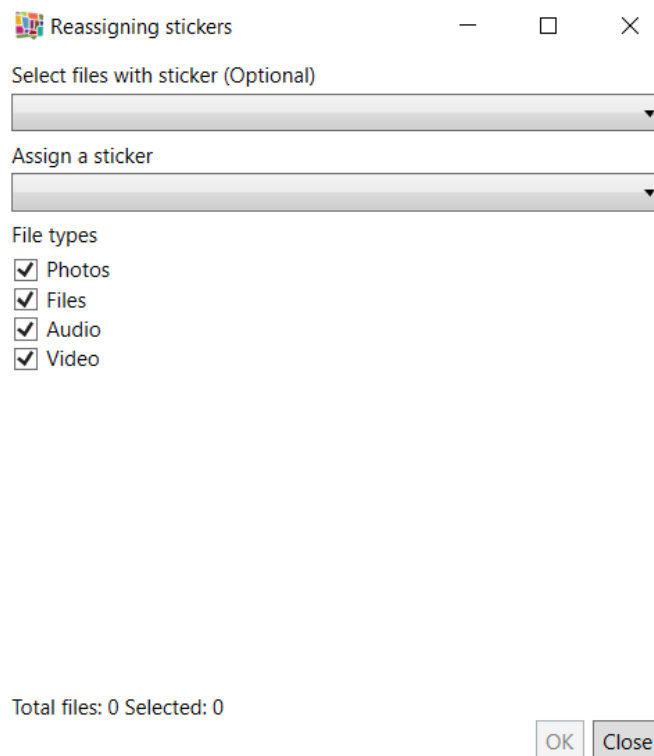 Reassigning stickers
Select files with sticker (Optional)
Assign a sticker
File types
Photos
Files
Audio
Video
Total files: 0 Selected: 0
OK Close